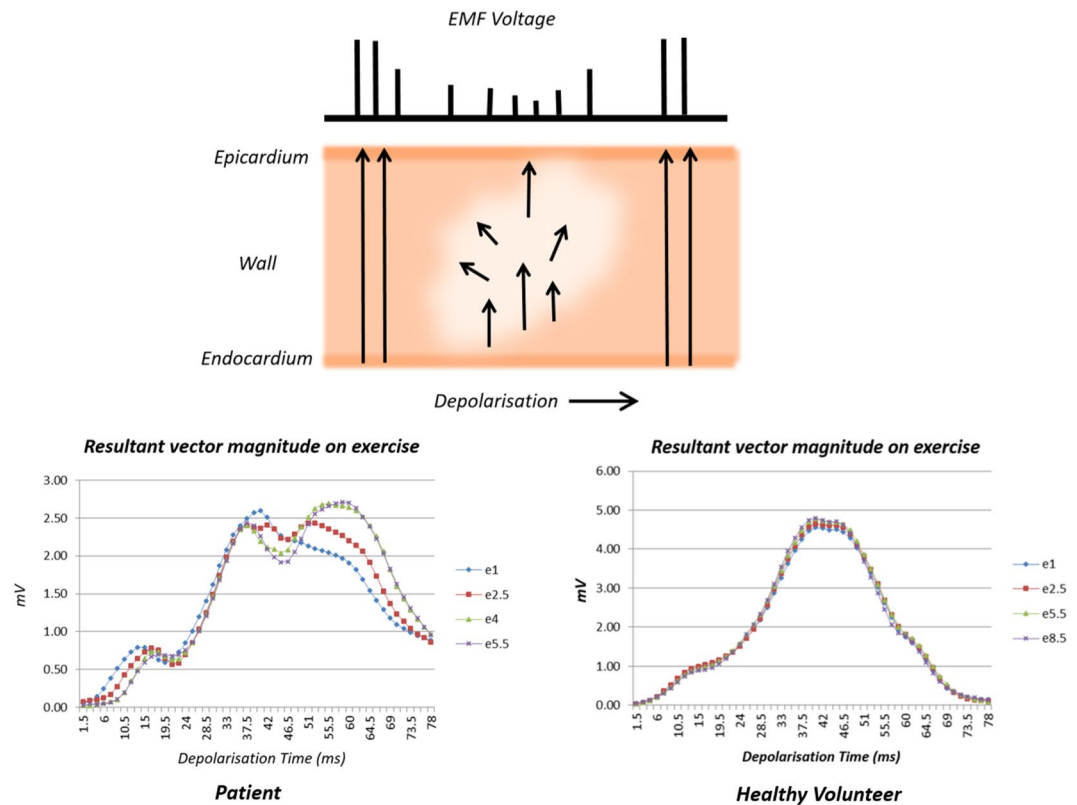 EMF Voltage
Epicardium
Wall
Endocardium
Depolarisation
Resultant vector magnitude on exercise
3.00
2.50
2.00
1.50
1.00
0.50
0.00
mV
1.5 6 10.5 15 19.5 24 28.5 33 37.5 42 46.5 51 55.5 60 64.5 69 73.5 78
Depolarisation Time (ms)
e1
e2.5
e4
e5.5
Patient
Resultant vector magnitude on exercise
6.00
5.00
4.00
3.00
2.00
1.00
0.00
mV
1.5 6 10.5 15 19.5 24 28.5 33 37.5 42 46.5 51 55.5 60 64.5 69 73.5 78
Depolarisation Time (ms)
e1
e2.5
e5.5
e8.5
Healthy Volunteer